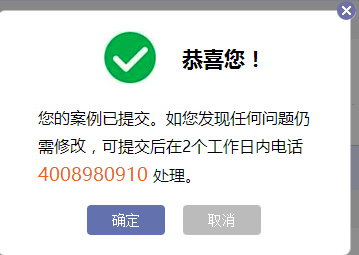 恭喜您！
您的案例已提交。如您发现任何问题仍
需修改，可提交后在2个工作日内电话
4008980910 处理。
确定 取消